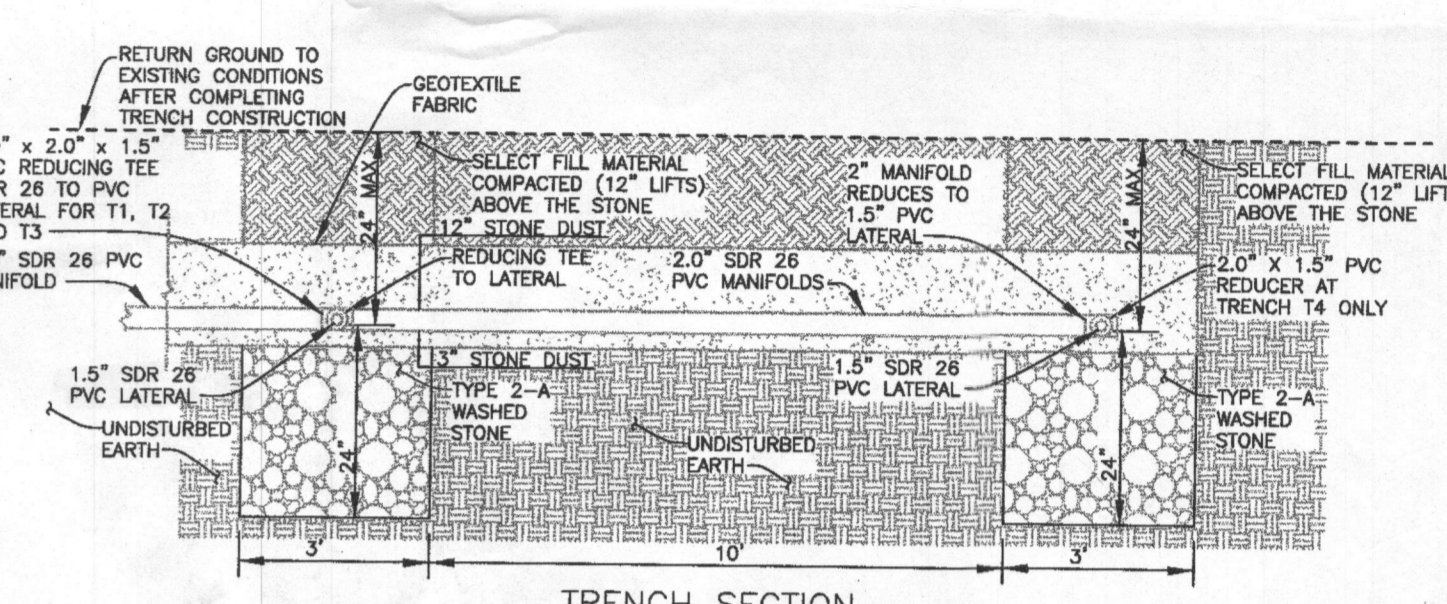 RETURN GROUND TO
EXISTING CONDITIONS
AFTER COMPLETING
TRENCH CONSTRUCTION
GEOTEXTILE
FABRIC
x 2.0" x 1.5"
REDUCING TEE
26 TO PVC
FOR T1, T2
T3
SDR 26 PVC
24" MAX
SELECT FILL MATERIAL
COMPACTED (12" LIFTS)
ABOVE THE STONE
12" STONE DUST
REDUCING TEE
TO LATERAL
2.0" SDR 26
PVC MANIFOLDS
2" MANIFOLD
REDUCES TO
1.5" PVC
LATERAL
24" MAX
SELECT FILL MATERIAL
COMPACTED (12"
ABOVE THE STONE
2.0" X 1.5" PVC
REDUCER AT
TRENCH T4 ONLY
1.5" SDR 26
PVC LATERAL
UNDISTURBED
EARTH
3" STONE DUST
TYPE 2-A
WASHED
STONE
24"
UNDISTURBED
EARTH
1.5" SDR 26
PVC LATERAL
TYPE 2-A
WASHED
STONE
24"
3'
10'
3'
TRENCH SECTION